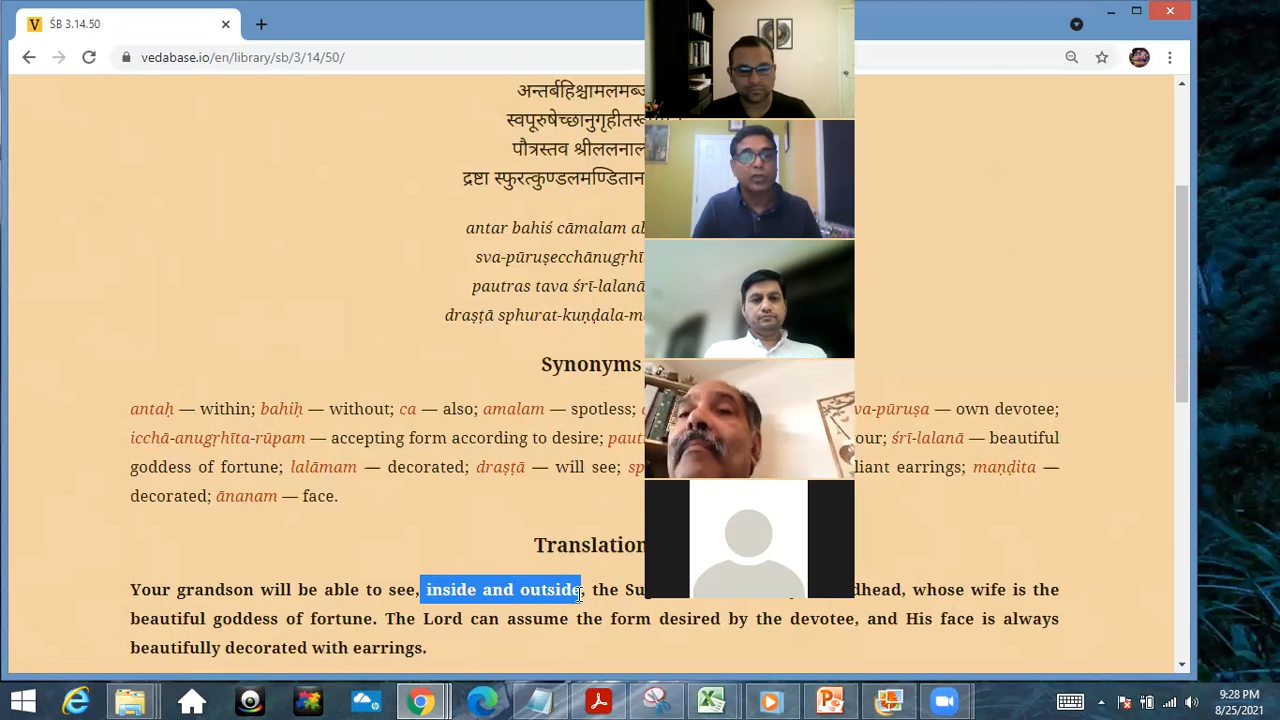 ŚB 3.14.50
vedabase.io/en/library/sb/3/14/50/
अन्तर्बहिश्चामलमब्ज
स्वपूरुषेच्छानुगृहीतरू
पौत्रस्तव श्रीललनाल
द्रष्टा स्फुरत्कुण्डलमण्डितान
antar bahiś cāmalam
sva-pūruṣecchānugṛhī
pautras tava śrī-lalanā
draṣṭā sphurat-kuṇḍala-m
Synonyms
antaḥ — within; bahiḥ — without; ca — also; amalam — spotless; va-pūruṣa — own devotee;
icchā-anugṛhīta-rūpam — accepting form according to desire; paut our; śrī-lalanā — beautiful
goddess of fortune; lalāmam — decorated; draṣṭā — will see; sp liant earrings; maṇḍita —
decorated; ānanam — face.
Translation
Your grandson will be able to see, inside and outside, the Su dhead, whose wife is the
beautiful goddess of fortune. The Lord can assume the form desired by the devotee, and His face is always
beautifully decorated with earrings.
9:28 PM
8/25/2021